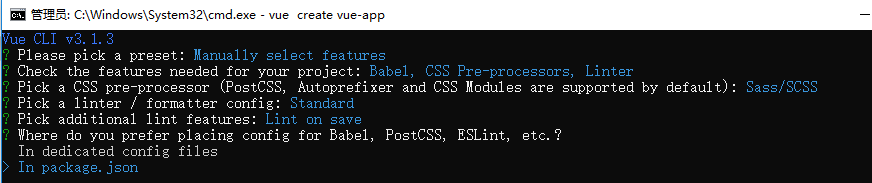 管理员: C:\Windows\System32\cmd.exe - vue  create vue-app
Vue CLI v3.1.3
? Please pick a preset: Manually select features
? Check the features needed for your project: Babel, CSS Pre-processors, Linter
? Pick a CSS pre-processor (PostCSS, Autoprefixer and CSS Modules are supported by default): Sass/SCSS
? Pick a linter / formatter config: Standard
? Pick additional lint features: Lint on save
? Where do you prefer placing config for Babel, PostCSS, ESLint, etc.?
  In dedicated config files
> In package.json